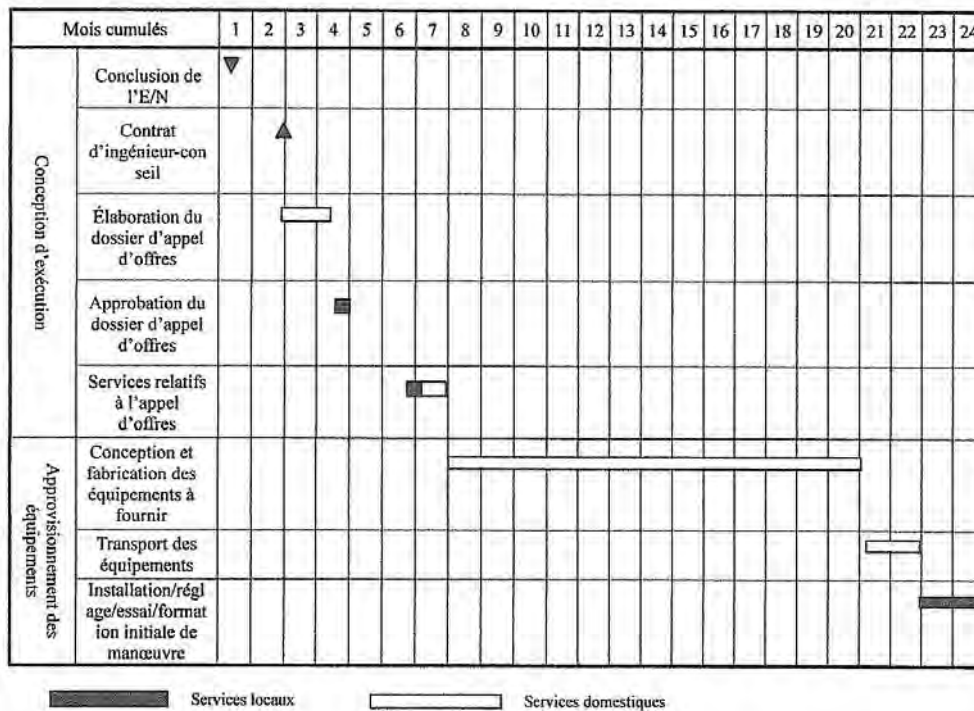 Mois cumulés 1 2 3 4 5 6 7 8 9 10 11 12 13 14 15 16 17 18 19 20 21 22 23 24
Conception d'exécution
Conclusion de
l'E/N
Contrat
d'ingénieur-con
seil
Élaboration du
dossier d'appel
d'offres
Approbation du
dossier d'appel
d'offres
Services relatifs
à l'appel
d'offres
Approvisionnement des
équipements
Conception et
fabrication des
équipements à
fournir
Transport des
équipements
Installation/régl
age/essai/format
ion initiale de
manœuvre
Services locaux
Services domestiques